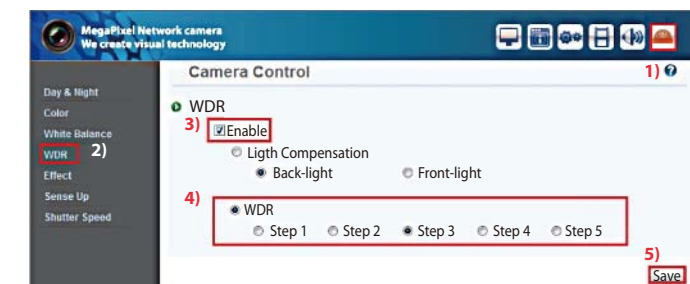 MegaPixel Network camera
We create visual technology
Camera Control
1)
Day & Night
Color
White Balance
WDR 2)
Effect
Sense Up
Shutter Speed
WDR
3) Enable
Ligth Compensation
Back-light Front-light
4)
WDR
Step 1 Step 2 Step 3 Step 4 Step 5
5)
Save